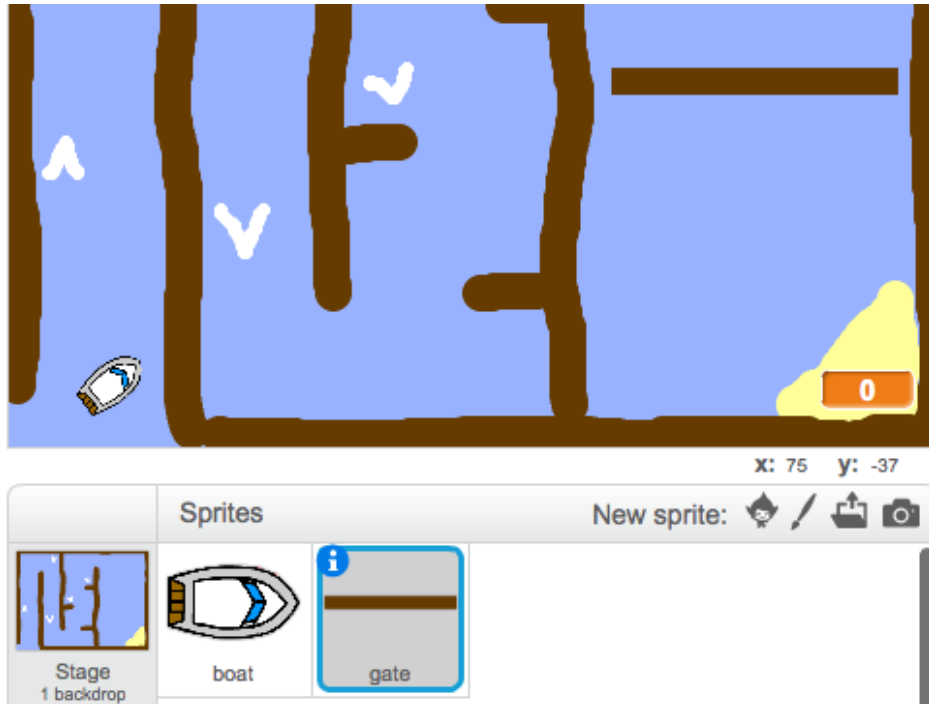 0
x: 75 y: -37
Sprites New sprite:
Stage
1 backdrop
boat
gate